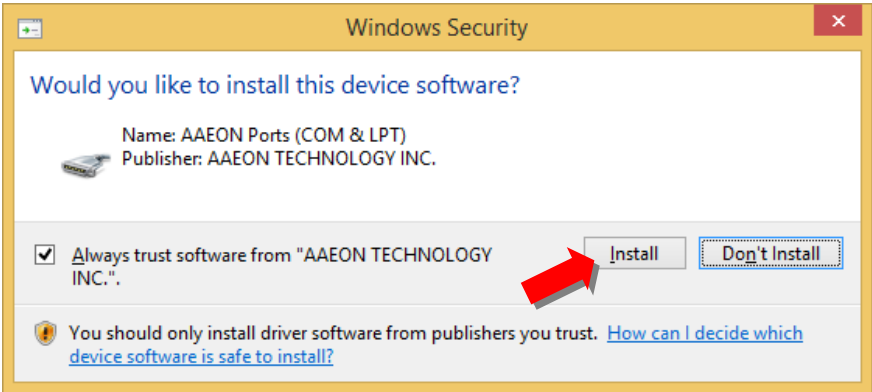 Windows Security
Would you like to install this device software?
Name: AAEON Ports (COM & LPT)
Publisher: AAEON TECHNOLOGY INC.
Always trust software from "AAEON TECHNOLOGY
INC.".
Install
Don't Install
You should only install driver software from publishers you trust. How can I decide which
device software is safe to install?